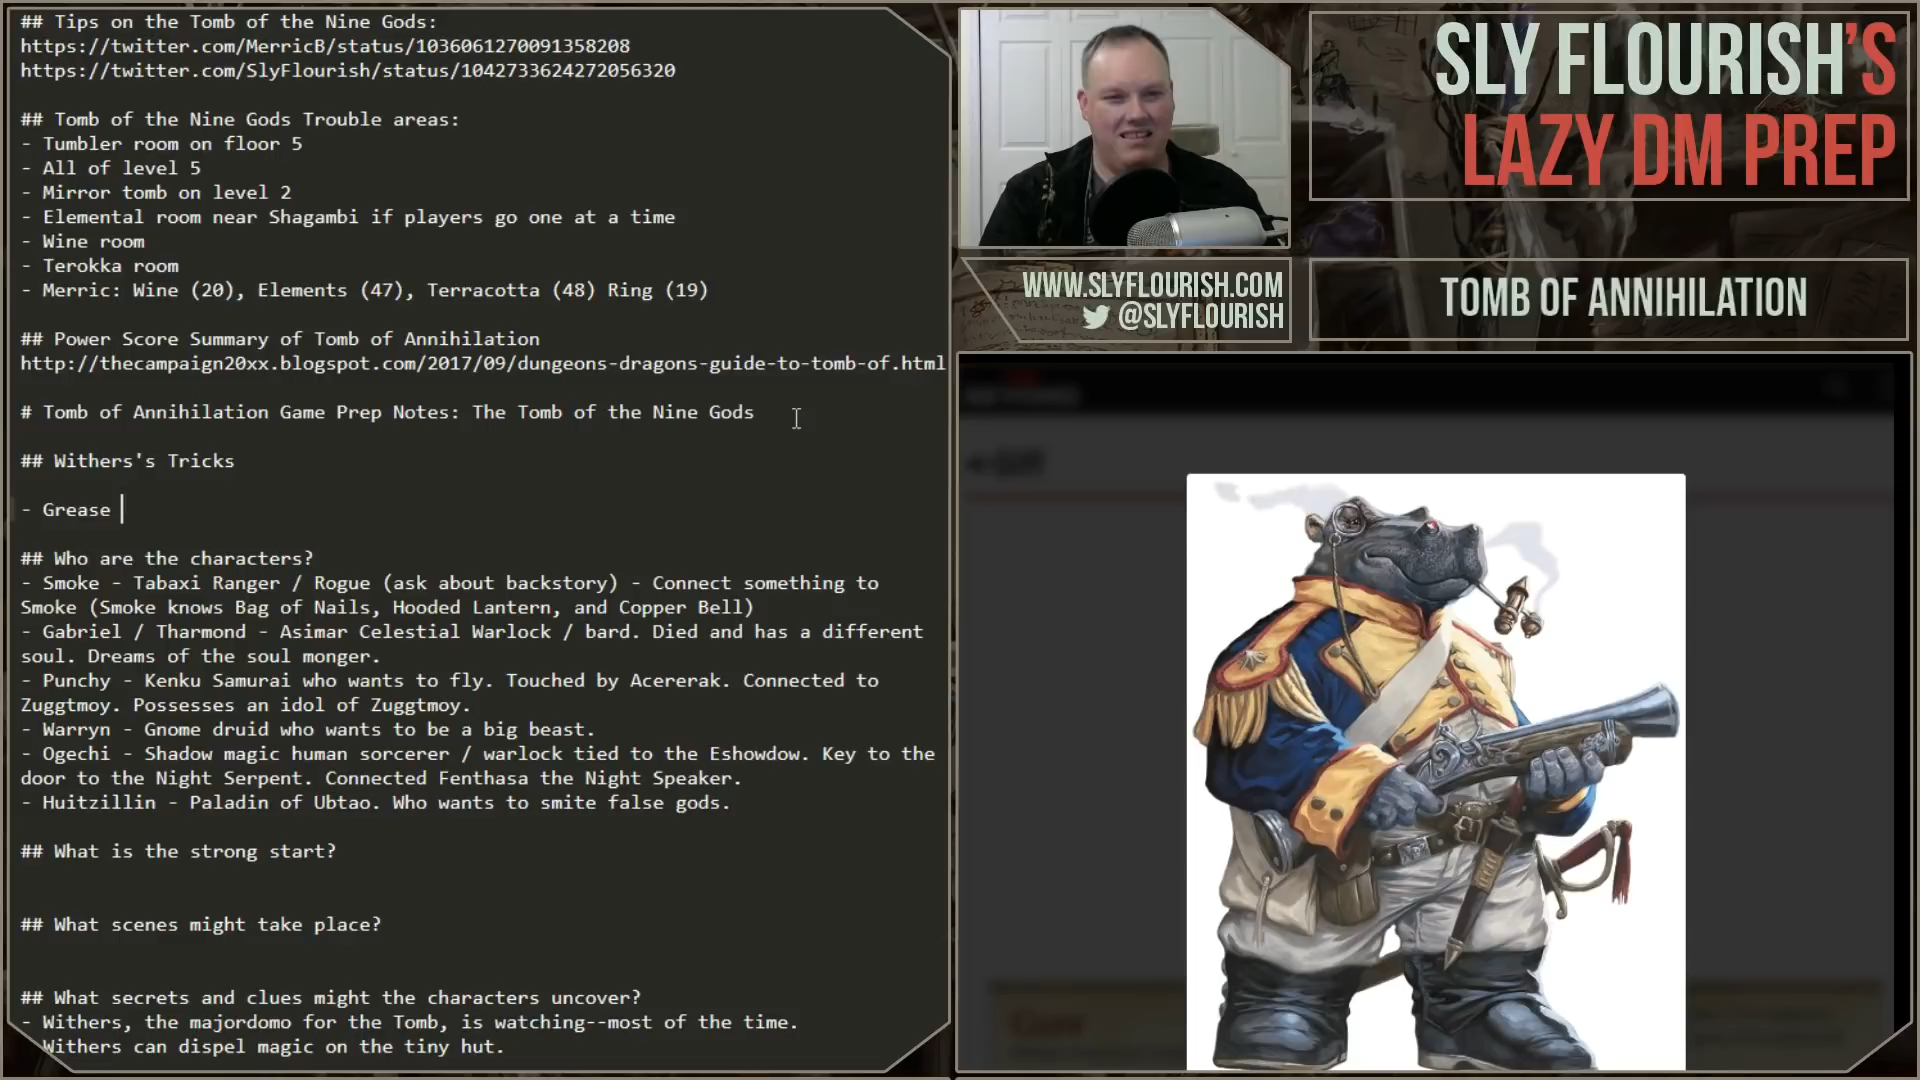 ## Tips on the Tomb of the Nine Gods:
https://twitter.com/MerricB/status/1036061270091358208
https://twitter.com/SlyFlourish/status/1042733624272056320
## Tomb of the Nine Gods Trouble areas:
- Tumbler room on floor 5
- All of level 5
- Mirror tomb on level 2
- Elemental room near Shagambi if players go one at a time
- Wine room
- Terokka room
- Merric: Wine (20), Elements (47), Terracotta (48) Ring (19)
## Power Score Summary of Tomb of Annihilation
http://thecampaign20xx.blogspot.com/2017/09/dungeons-dragons-guide-to-tomb-of.html
# Tomb of Annihilation Game Prep Notes: The Tomb of the Nine Gods
## Withers's Tricks
- Grease
## Who are the characters?
- Smoke - Tabaxi Ranger / Rogue (ask about backstory) - Connect something to
Smoke (Smoke knows Bag of Nails, Hooded Lantern, and Copper Bell)
- Gabriel / Tharmond - Asimar Celestial Warlock / bard. Died and has a different
soul. Dreams of the soul monger.
- Punchy - Kenku Samurai who wants to fly. Touched by Acererak. Connected to
Zuggtmoy. Possesses an idol of Zuggtmoy.
- Warryn - Gnome druid who wants to be a big beast.
- Ogechi - Shadow magic human sorcerer / warlock tied to the Eshowdow. Key to the
door to the Night Serpent. Connected Fenthasa the Night Speaker.
- Huitzillin - Paladin of Ubtao. Who wants to smite false gods.
## What is the strong start?
## What scenes might take place?
## What secrets and clues might the characters uncover?
- Withers, the majordomo for the Tomb, is watching--most of the time.
Withers can dispel magic on the tiny hut.
SLY FLOURISH'S
LAZY DM PREP
WWW.SLYFLOURISH.COM
@SLYFLOURISH
TOMB OF ANNIHILATION